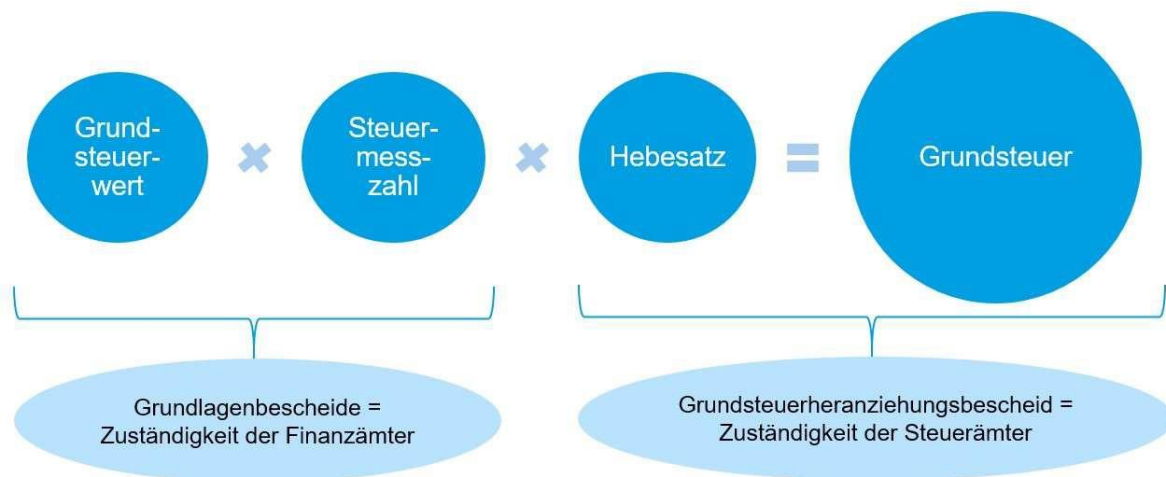 Grund-
steuer-
wert
Steuer-
mess-
zahl
Hebesatz
Grundsteuer
Grundlagenbescheide =
Zuständigkeit der Finanzämter
Grundsteuerheranziehungsbescheid =
Zuständigkeit der Steuerämter